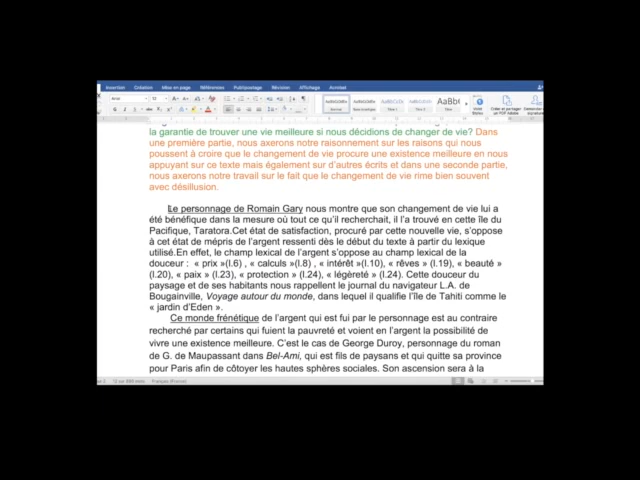 Insertion Création Mise en page Références Publipostage Révision Affichage Acrobat
la garantie de trouver une vie meilleure si nous décidions de changer de vie? Dans
une première partie, nous axerons notre raisonnement sur les raisons qui nous
poussent à croire que le changement de vie procure une existence meilleure en nous
appuyant sur ce texte mais également sur d'autres écrits et dans une seconde partie,
nous axerons notre travail sur le fait que le changement de vie rime bien souvent
avec désillusion.
Le personnage de Romain Gary nous montre que son changement de vie lui a
été bénéfique dans la mesure où tout ce qu'il recherchait, il l'a trouvé en cette île du
Pacifique, Taratora.Cet état de satisfaction, procuré par cette nouvelle vie, s'oppose
à cet état de mépris de l'argent ressenti dès le début du texte à partir du lexique
utilisé.En effet, le champ lexical de l'argent s'oppose au champ lexical de la
douceur : « prix »(l.6) , « calculs »(l.8) , « intérêt »(l.10), « rêves » (l.19), « beauté »
(l.20), « paix » (l.23), « protection » (l.24), « légèreté » (l.24). Cette douceur du
paysage et de ses habitants nous rappellent le journal du navigateur L.A. de
Bougainville, Voyage autour du monde, dans lequel il qualifie l'île de Tahiti comme le
« jardin d'Eden ».
Ce monde frénétique de l'argent qui est fui par le personnage est au contraire
recherché par certains qui fuient la pauvreté et voient en l'argent la possibilité de
vivre une existence meilleure. C'est le cas de George Duroy, personnage du roman
de G. de Maupassant dans Bel-Ami, qui est fils de paysans et qui quitte sa province
pour Paris afin de côtoyer les hautes sphères sociales. Son ascension sera à la